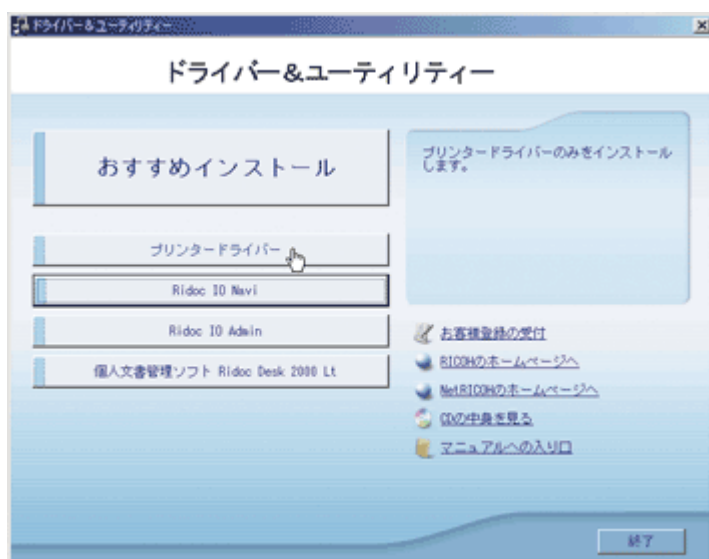 ドライバー&ユーティリティー
ドライバー&ユーティリティー
おすすめインストール
プリンタードライバーのみをインストール
します。
プリンタードライバー
Ridoc IO Navi
Ridoc IO Admin
個人文書管理ソフト Ridoc Desk 2000 Lt
お客様登録の受付
RICOHのホームページへ
NetRICOHのホームページへ
CDの中身を見る
マニュアルへの入り口
終了